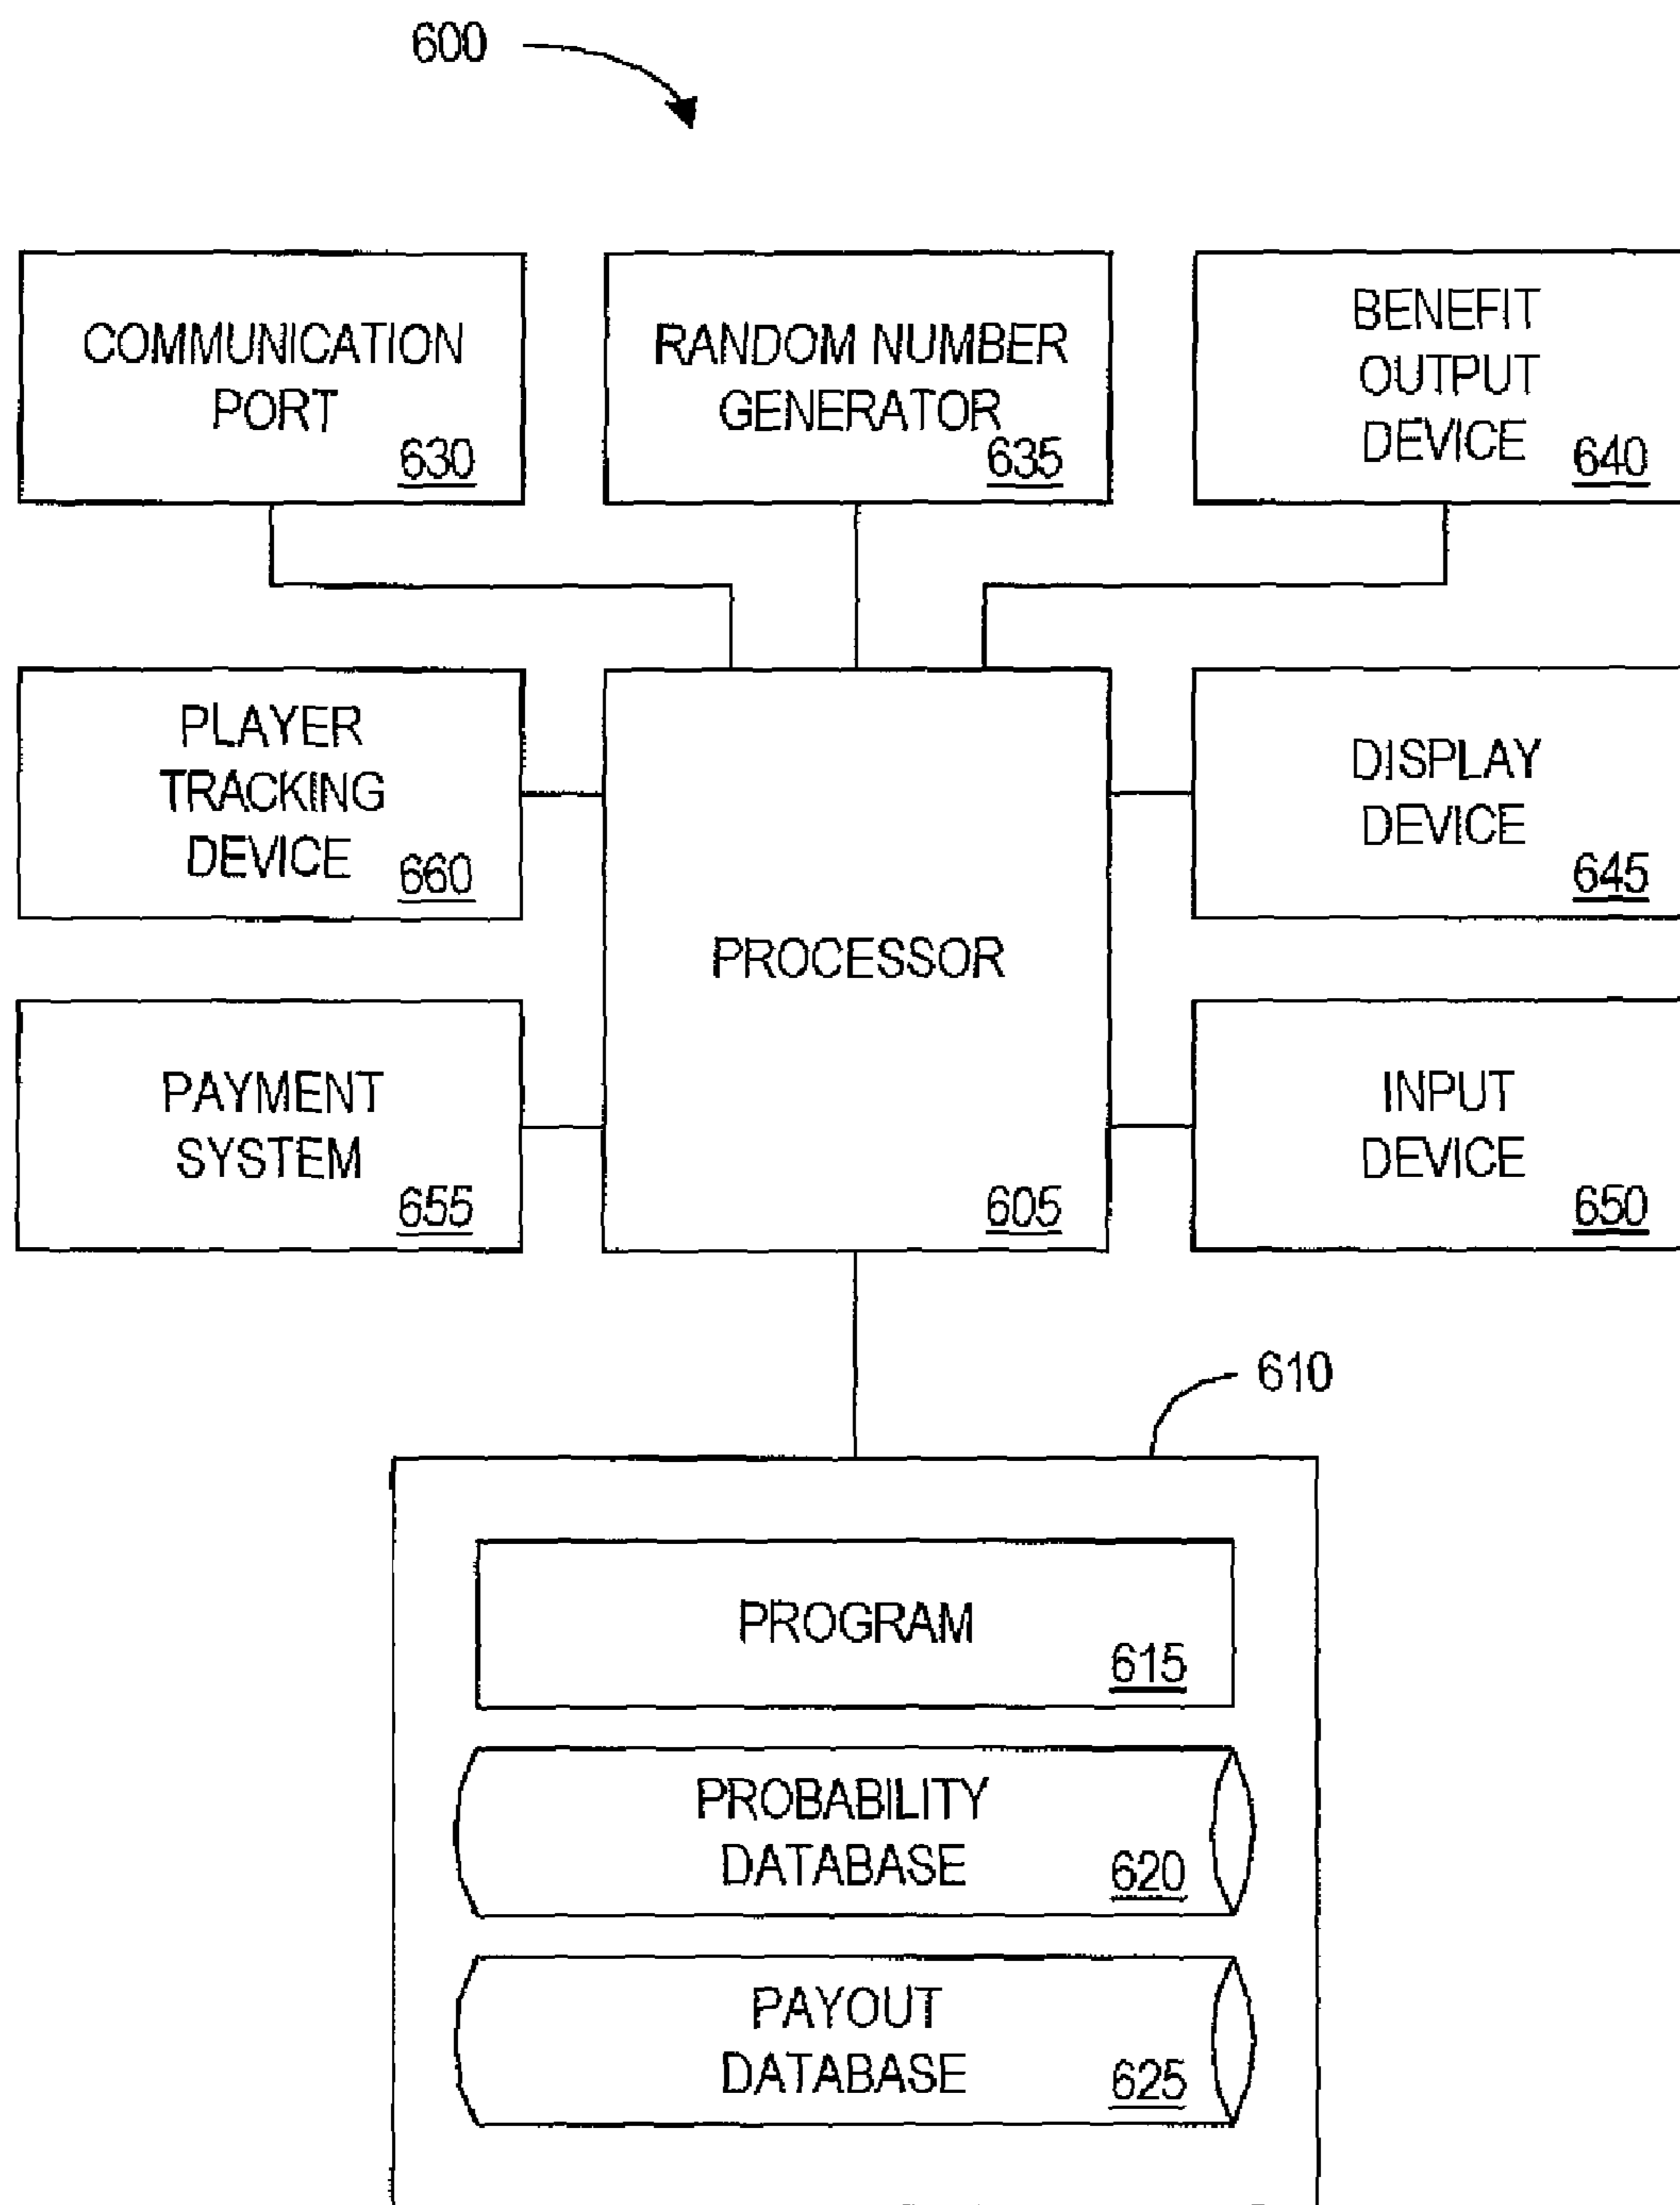 600
COMMUNICATION
PORT
630
RANDOM NUMBER
GENERATOR
635
BENEFIT
OUTPUT
DEVICE
640
PLAYER
TRACKING
DEVICE
660
PROCESSOR
605
DISPLAY
DEVICE
645
PAYMENT
SYSTEM
655
INPUT
DEVICE
650
610
PROGRAM
615
PROBABILITY
DATABASE
620
PAYOUT
DATABASE
625